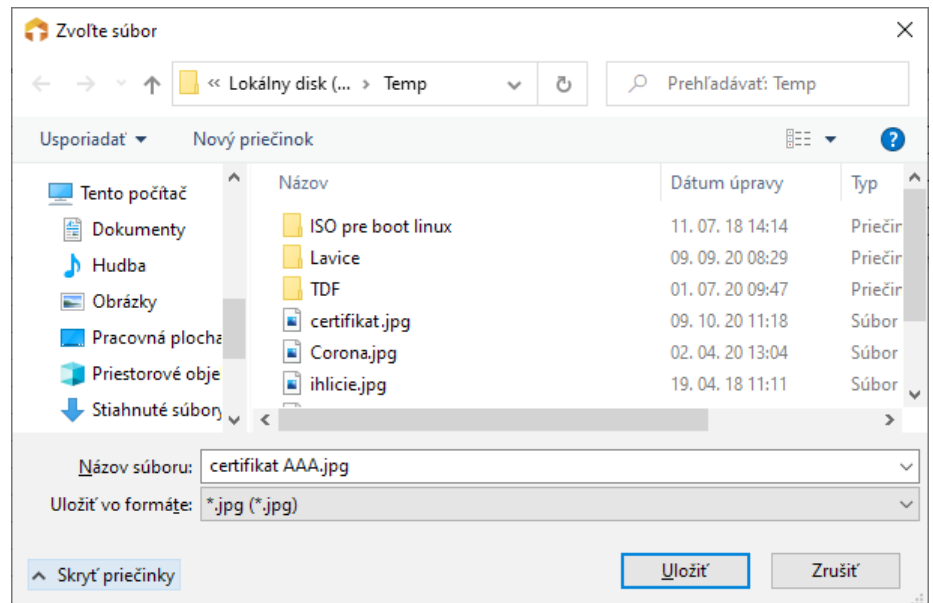 Zvoľte súbor
« Lokálny disk (... › Temp
Prehľadávať: Temp
Usporiadať Nový priečinok
Názov Dátum úpravy Typ
Tento počítač
Dokumenty
Hudba
Obrázky
Pracovná plocha
Priestorové obje
Stiahnuté súbory
ISO pre boot linux 11. 07. 18 14:14 Priečin
Lavice 09. 09. 20 08:29 Priečin
TDF 01. 07. 20 09:47 Priečin
certifikat.jpg 09. 10. 20 11:18 Súbor
Corona.jpg 02. 04. 20 13:04 Súbor
ihlicie.jpg 19. 04. 18 11:11 Súbor
Názov súboru: certifikat AAA.jpg
Uložiť vo formáte: *.jpg (*.jpg)
Skryť priečinky Uložiť Zrušiť